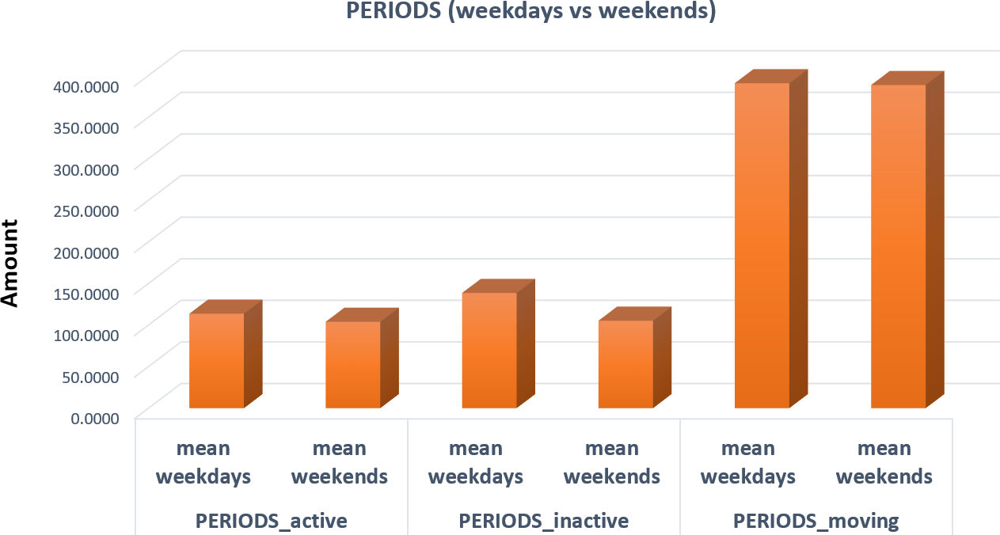 PERIODS (weekdays vs weekends)
400.0000
350.0000
300.0000
250.0000
200.0000
150.0000
100.0000
50.0000
0.0000
Amount
mean weekdays
mean weekends
mean weekdays
mean weekends
mean weekdays
mean weekends
PERIODS_active
PERIODS_inactive
PERIODS_moving